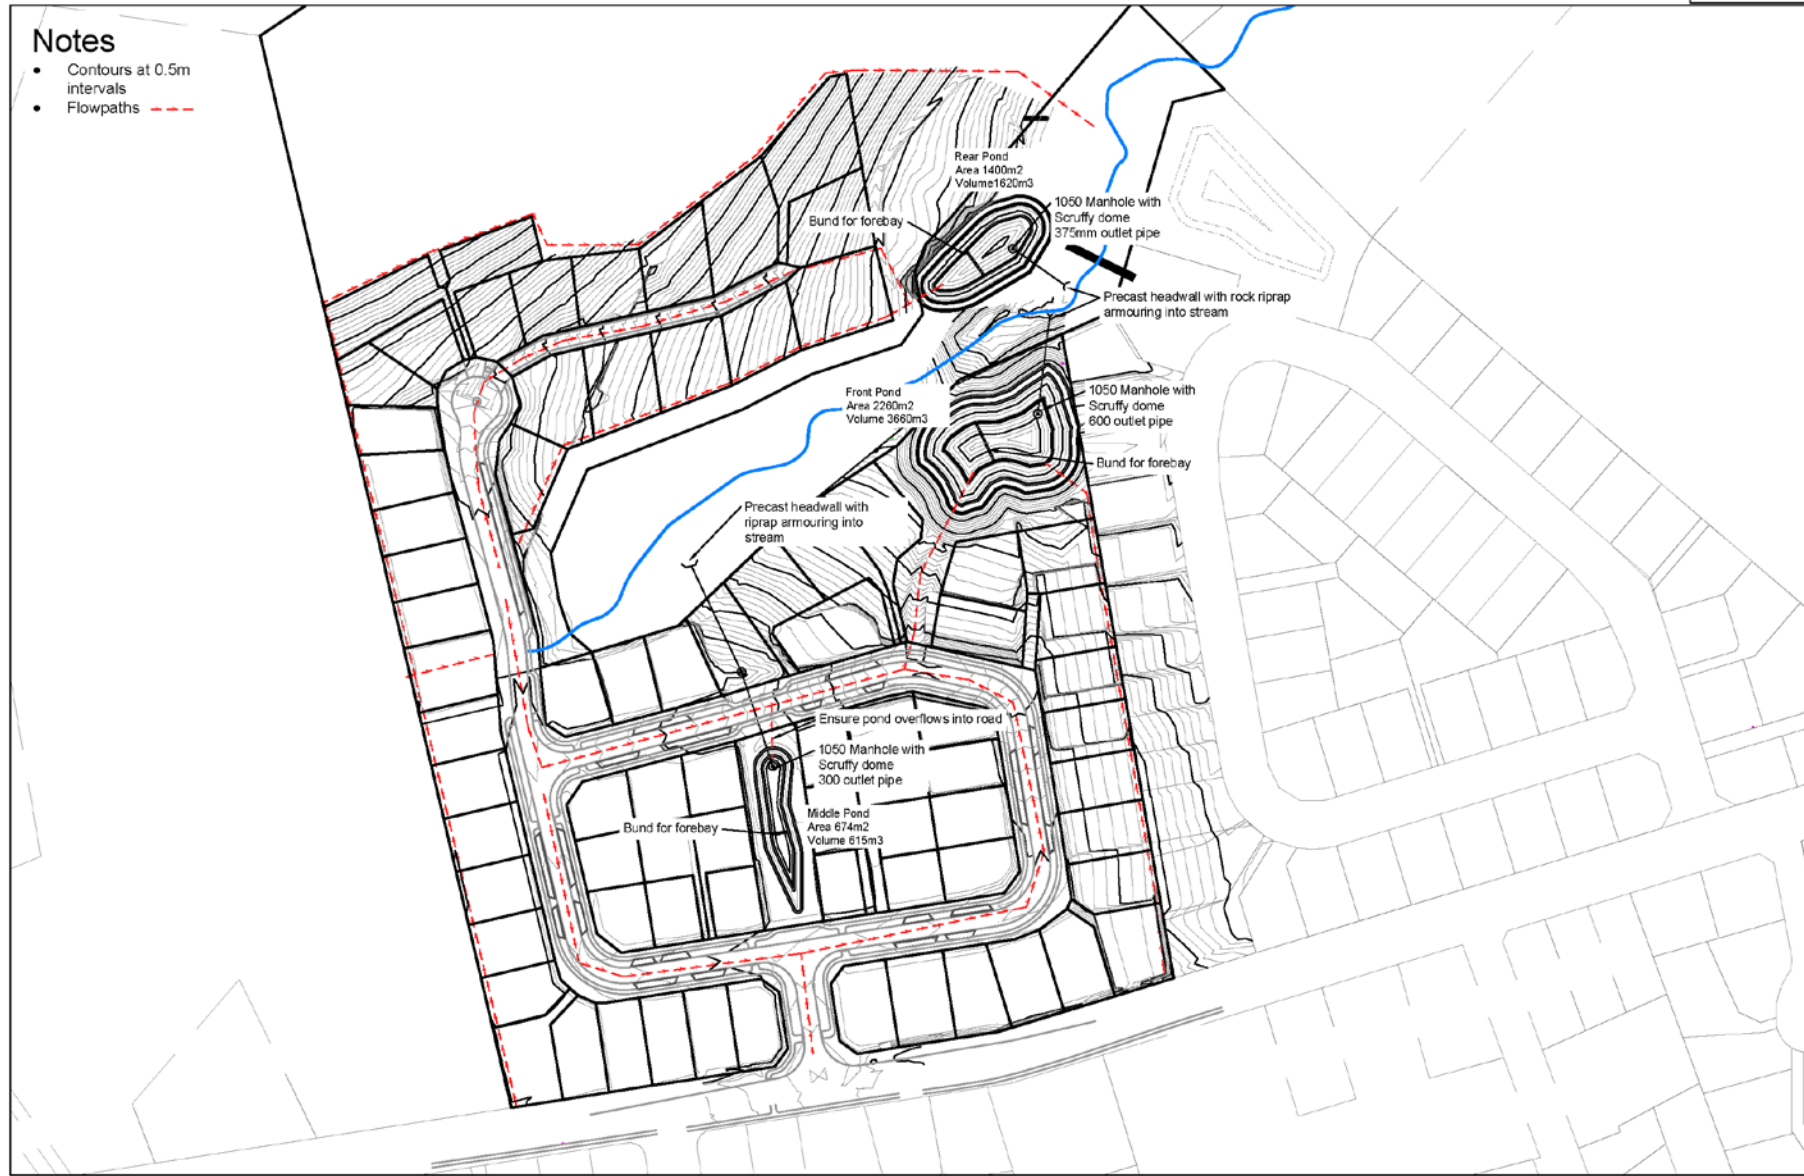 Notes
• Contours at 0.5m
intervals
• Flowpaths
Rear Pond
Area 1400m2
Volume1620m3
Bund for forebay
1050 Manhole with
Scruffy dome
375mm outlet pipe
Precast headwall with rock riprap
armouring into stream
Front Pond
Area 2260m2
Volume 3660m3
1050 Manhole with
Scruffy dome
600 outlet pipe
Bund for forebay
Precast headwall with
riprap armouring into
stream
Ensure pond overflows into road
1050 Manhole with
Scruffy dome
300 outlet pipe
Middle Pond
Area 674m2
Volume 615m3
Bund for forebay